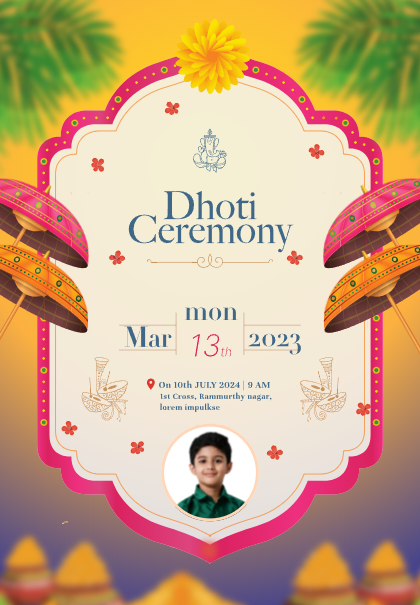 Dhoti
Ceremony
mon
Mar 13th 2023
On 10th JULY 2024 | 9 AM
1st Cross, Rammurthy nagar,
lorem impulkse